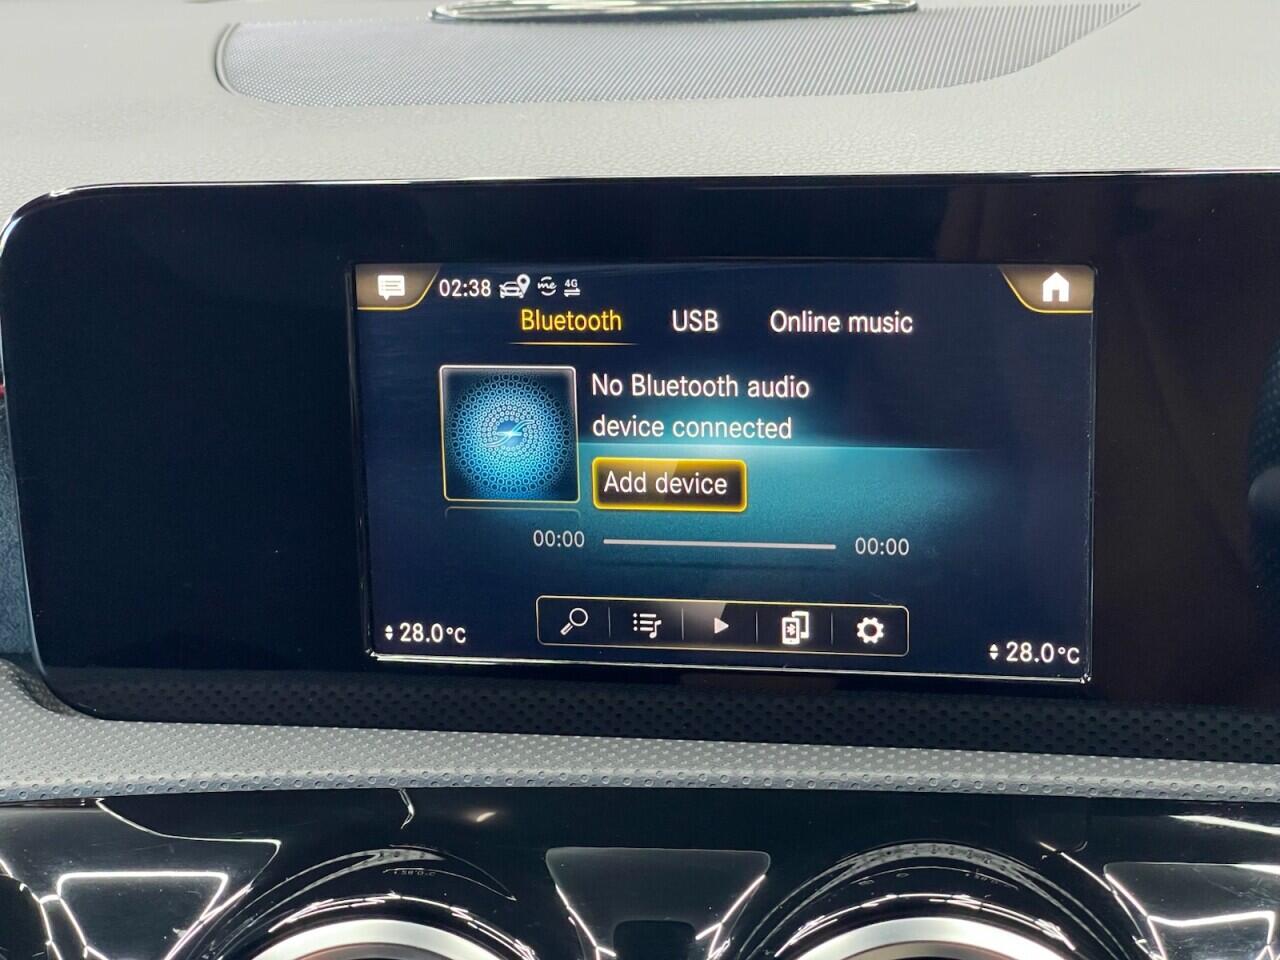 02:38 me 4G
Bluetooth USB Online music
No Bluetooth audio
device connected
Add device
00:00 00:00
28.0°C 28.0°C